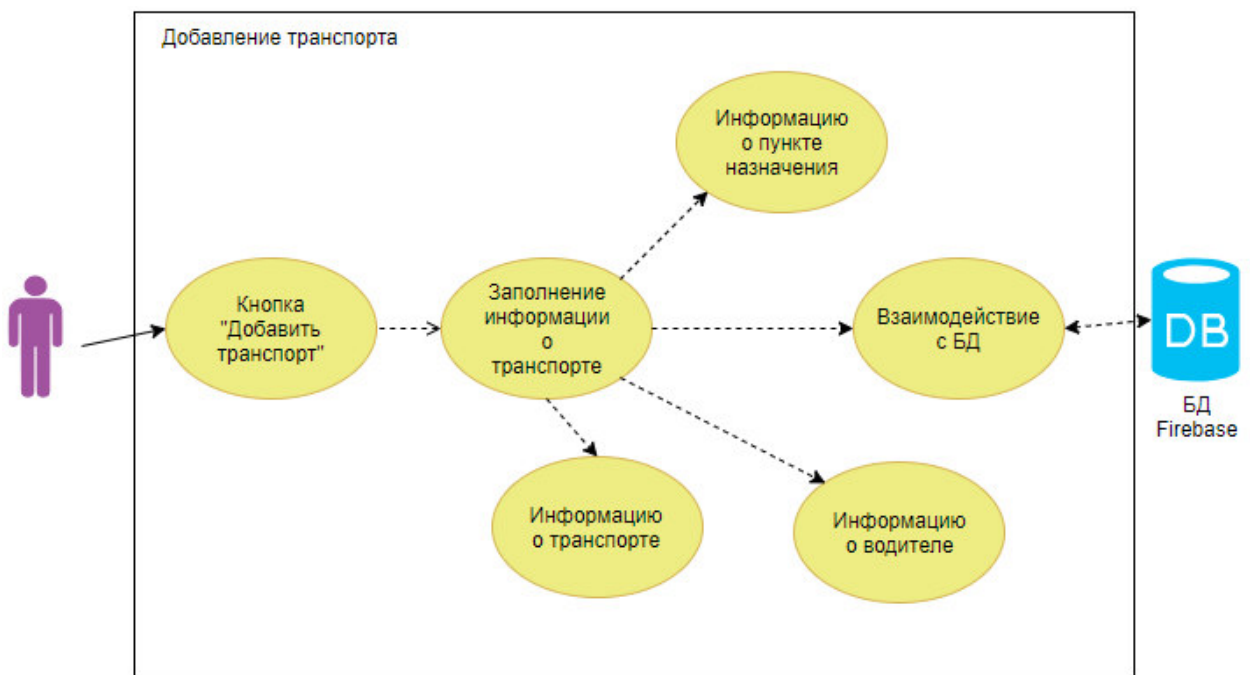 Добавление транспорта
Информацию
о пункте
назначения
Кнопка
"Добавить
транспорт"
Заполнение
информации
о
транспорте
Взаимодействие
с БД
DB
БД
Firebase
Информацию
о транспорте
Информацию
о водителе